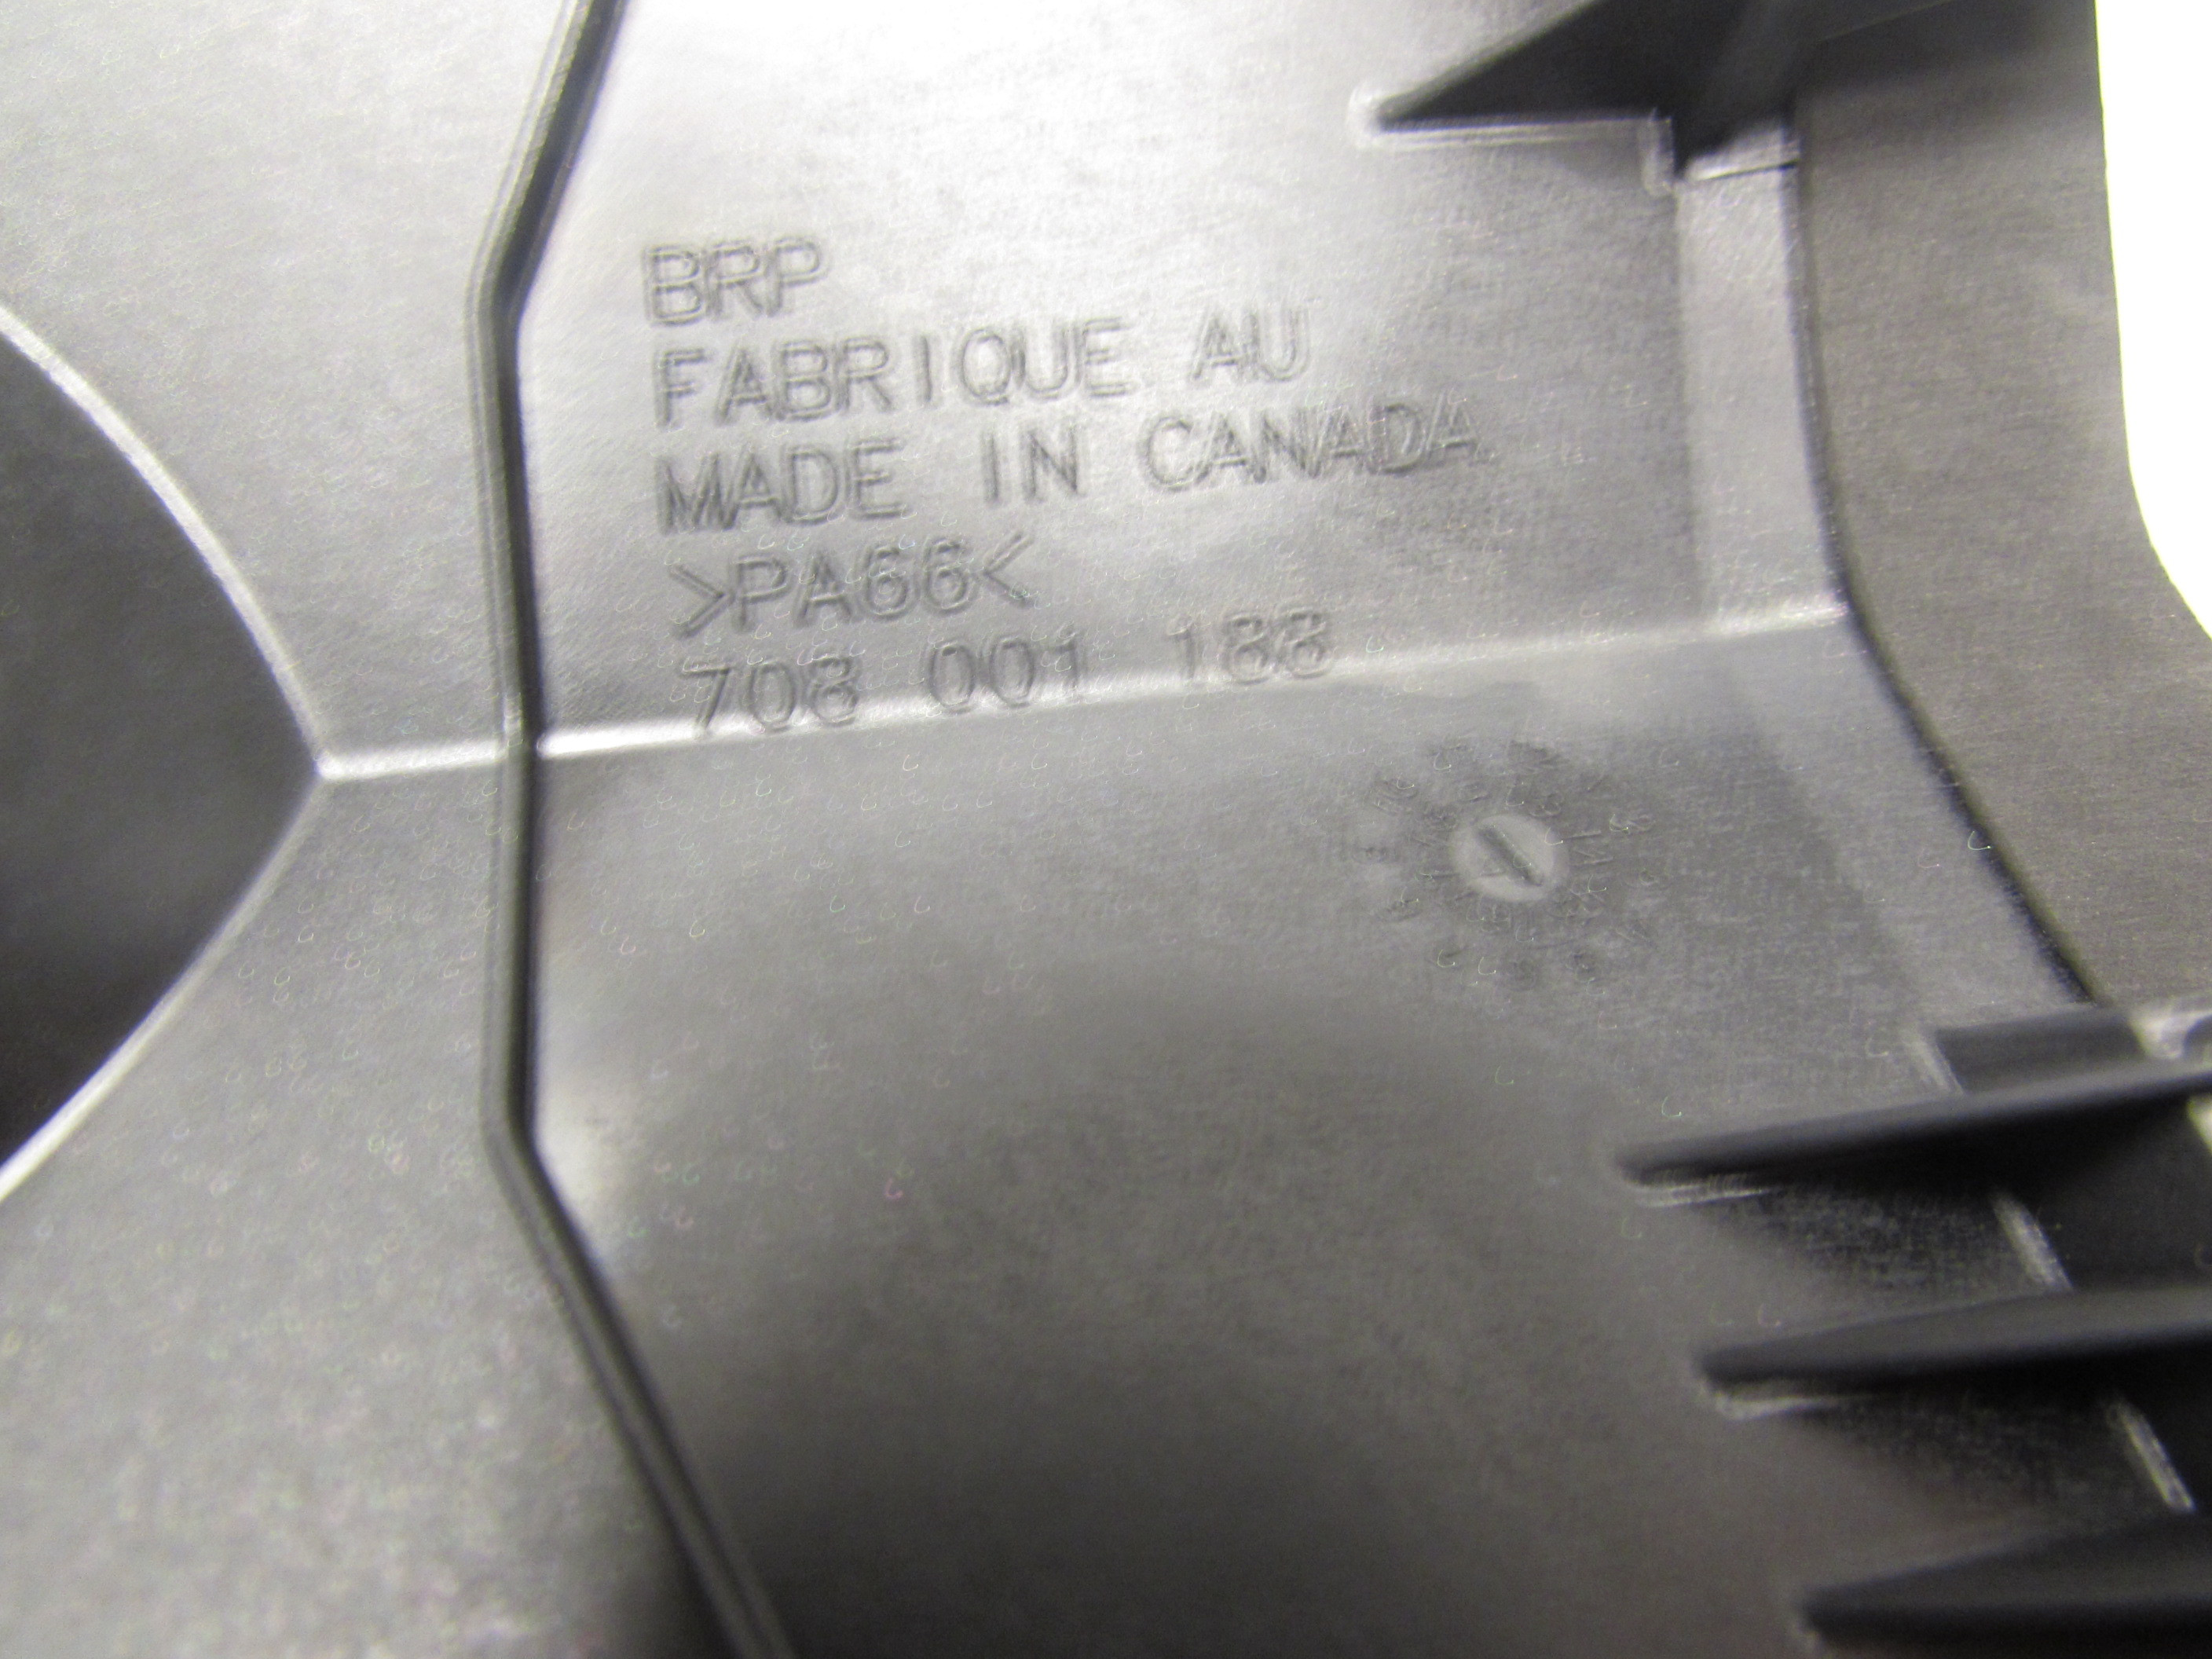 BRP
FABRIQUE AU
MADE IN CANADA
>PA66<
708 001 188